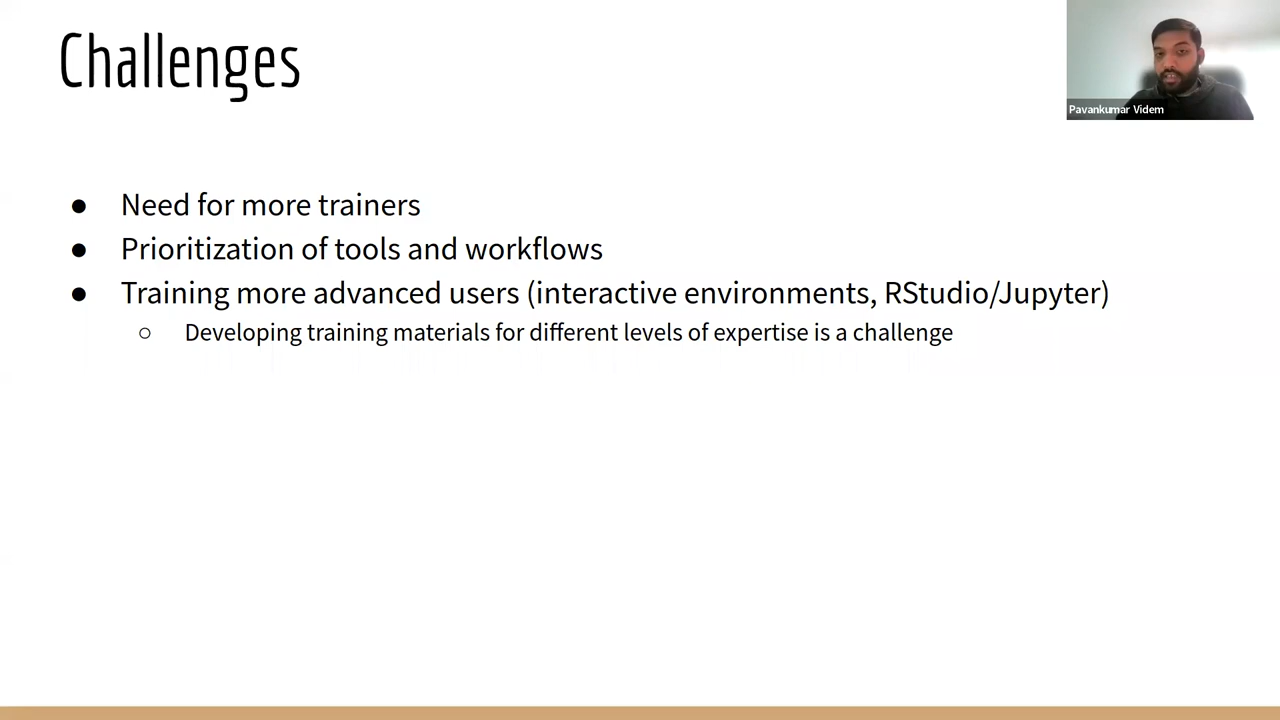 Challenges
Pavankumar Videm
● Need for more trainers
● Prioritization of tools and workflows
● Training more advanced users (interactive environments, RStudio/Jupyter)
○ Developing training materials for different levels of expertise is a challenge